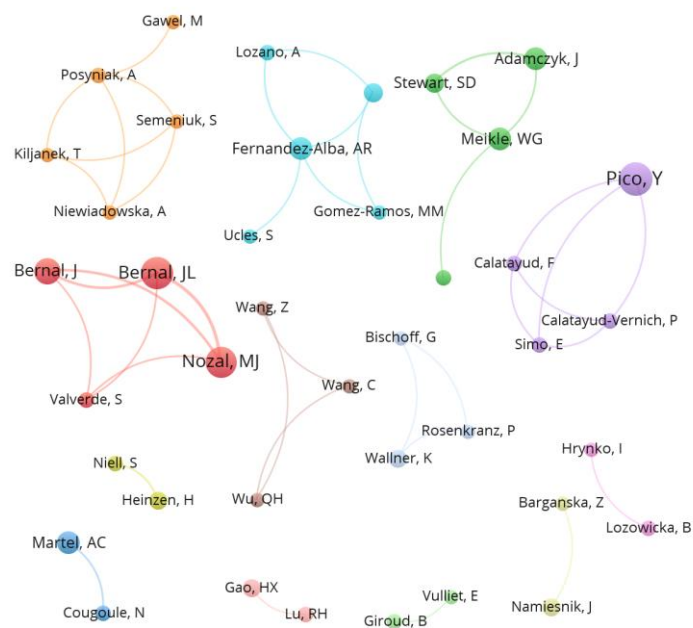 Gawel, M
Posyniak, A
Semeniuk, S
Kiljanek, T
Niewiadowska, A
Lozano, A
Fernandez-Alba, AR
Gomez-Ramos, MM
Ucles, S
Adamczyk, J
Stewart, SD
Meikle, WG
Pico, Y
Calatayud, F
Calatayud-Vernich, P
Simo, E
Bernal, J
Bernal, JL
Nozal, MJ
Valverde, S
Wang, Z
Wang, C
Wu, QH
Bischoff, G
Rosenkranz, P
Wallner, K
Hrynko, I
Lozowicka, B
Niell, S
Heinzen, H
Barganska, Z
Namiesnik, J
Martel, AC
Cougoule, N
Gao, HX
Lu, RH
Vulliet, E
Giroud, B